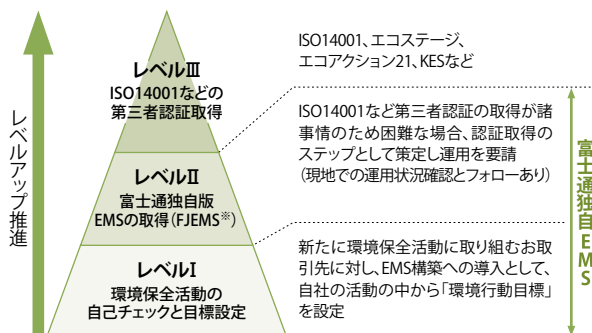 レベルアップ推進
レベルⅢ
ISO14001などの
第三者認証取得
レベルⅡ
富士通独自版
EMSの取得(FJEMS※)
レベルⅠ
環境保全活動の
自己チェックと目標設定
ISO14001、エコステージ、
エコアクション21、KESなど
ISO14001など第三者認証の取得が諸
事情のため困難な場合、認証取得の
ステップとして策定し運用を要請
(現地での運用状況確認とフォローあり)
新たに環境保全活動に取り組むお取
引先に対し、EMS構築への導入として、
自社の活動の中から「環境行動目標」
を設定
富士通独自EMS